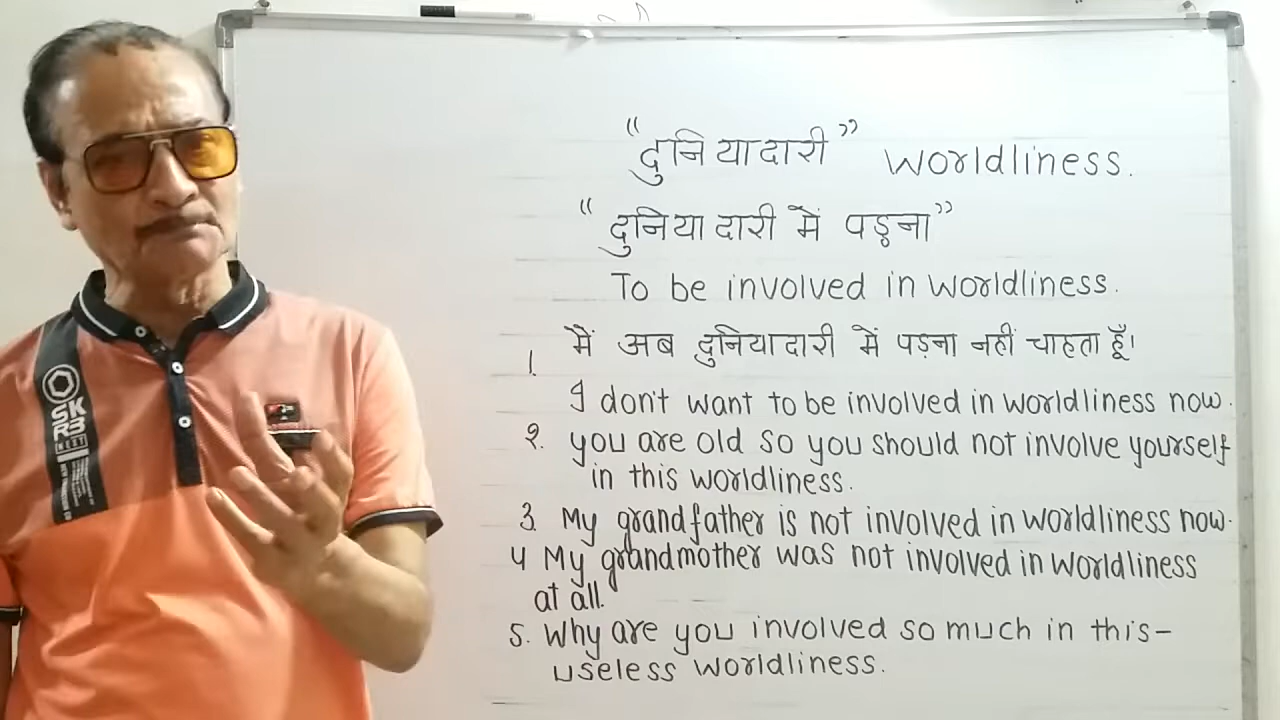 “दुनियादारी” Worldliness.
“दुनियादारी में पड़ना”
To be involved in worldliness.
1. मैं अब दुनियादारी में पड़ना नहीं चाहता हूँ।
I don't want to be involved in worldliness now.
2. you are old so you should not involve yourself
in this worldliness.
3. My grandfather is not involved in worldliness now.
4 My grandmother was not involved in worldliness
at all.
5. Why are you involved so much in this-
useless worldliness.